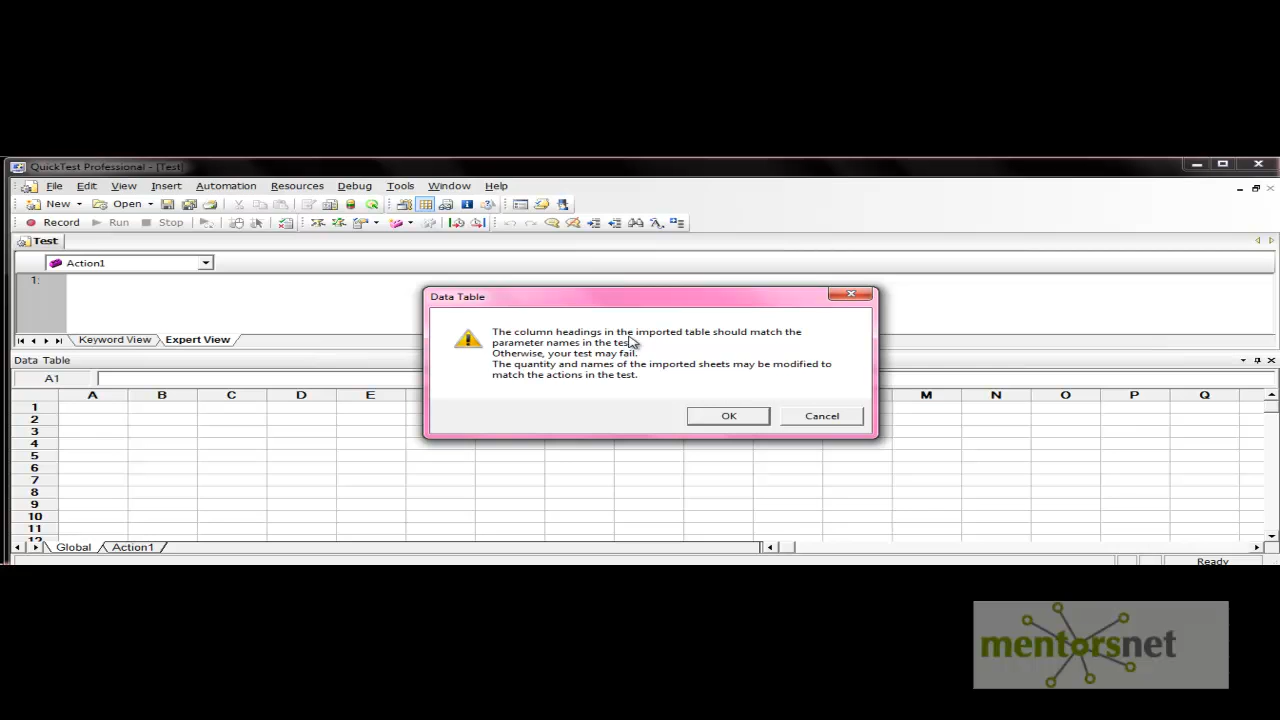 QuickTest Professional - [Test]
File Edit View Insert Automation Resources Debug Tools Window Help
New Open
Record Run Stop
Test
Action1
1:
Keyword View Expert View
Data Table
The column headings in the imported table should match the
parameter names in the test.
Otherwise, your test may fail.
The quantity and names of the imported sheets may be modified to
match the actions in the test.
OK Cancel
Data Table
A1
A B C D E M N O P Q
1
2
3
4
5
6
7
8
9
10
11
12
Global Action1
Ready
mentorsnet